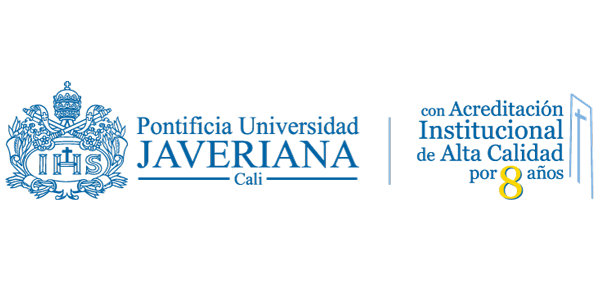 IHS
Pontificia Universidad
JAVERIANA
Cali
con Acreditación
Institucional
de Alta Calidad
por 8 años